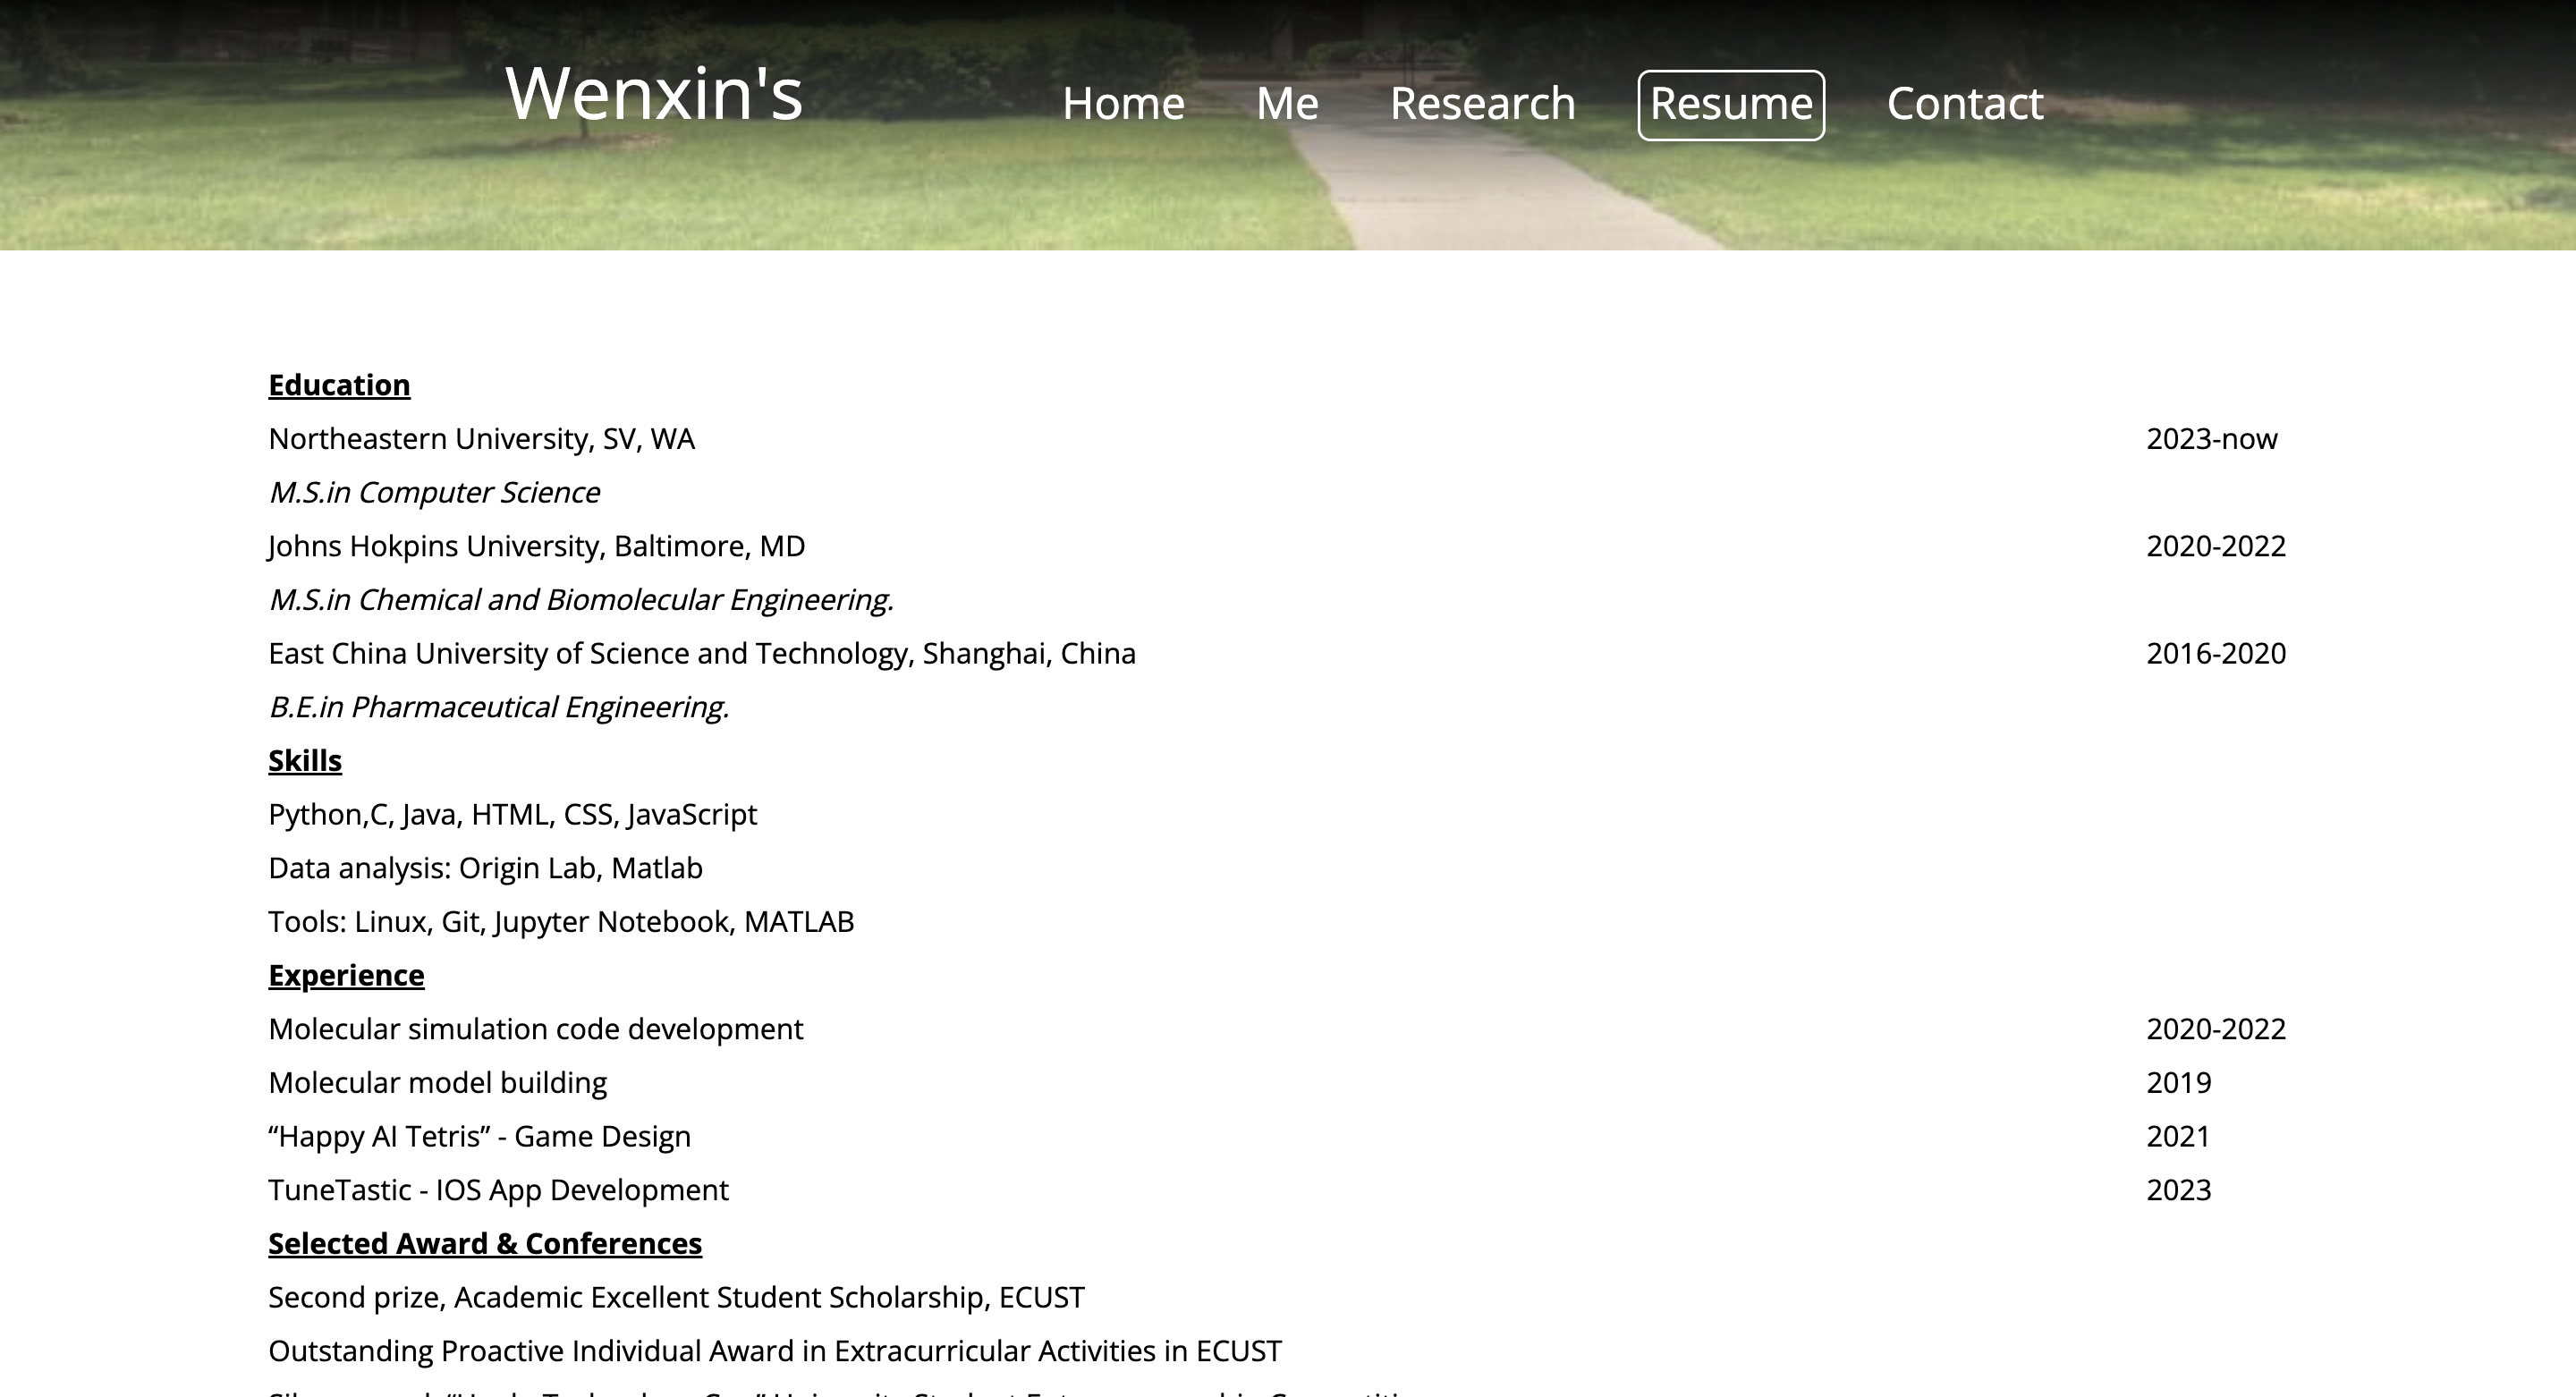 Wenxin's
Home Me Research Resume Contact
Education
Northeastern University, SV, WA 2023-now
M.S.in Computer Science
Johns Hokpins University, Baltimore, MD 2020-2022
M.S.in Chemical and Biomolecular Engineering.
East China University of Science and Technology, Shanghai, China 2016-2020
B.E.in Pharmaceutical Engineering.
Skills
Python,C, Java, HTML, CSS, JavaScript
Data analysis: Origin Lab, Matlab
Tools: Linux, Git, Jupyter Notebook, MATLAB
Experience
Molecular simulation code development 2020-2022
Molecular model building 2019
“Happy AI Tetris” - Game Design 2021
TuneTastic - IOS App Development 2023
Selected Award & Conferences
Second prize, Academic Excellent Student Scholarship, ECUST
Outstanding Proactive Individual Award in Extracurricular Activities in ECUST